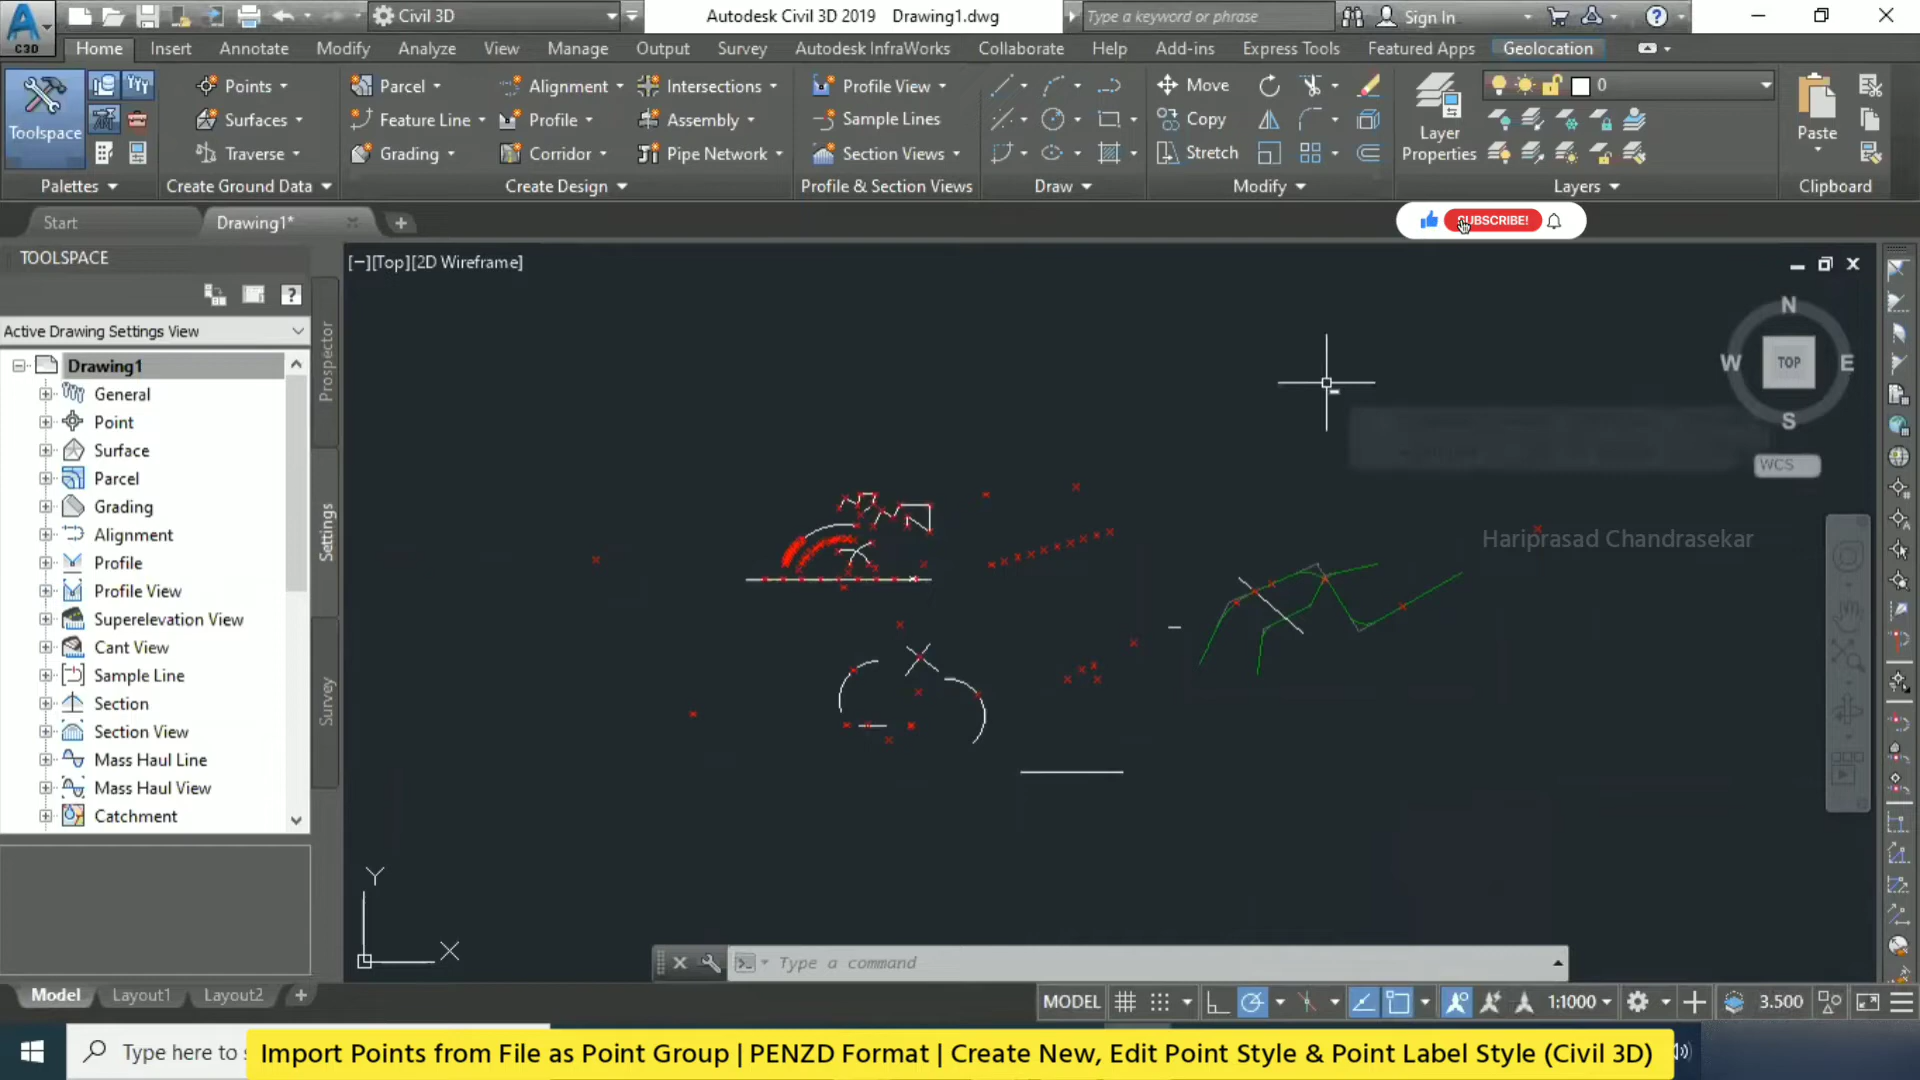 C3D
Civil 3D
Autodesk Civil 3D 2019 Drawing1.dwg
Type a keyword or phrase
Sign In
Home Insert Annotate Modify Analyze View Manage Output Survey Autodesk InfraWorks Collaborate Help Add-ins Express Tools Featured Apps Geolocation
Toolspace
Palettes
Points
Surfaces
Traverse
Create Ground Data
Parcel
Feature Line
Grading
Alignment
Profile
Corridor
Intersections
Assembly
Pipe Network
Create Design
Profile View
Sample Lines
Section Views
Profile & Section Views
Draw
Move
Copy
Stretch
Modify
Layer
Properties
0
Layers
Paste
Clipboard
Start
Drawing1*
SUBSCRIBE!
TOOLSPACE
Active Drawing Settings View
Drawing1
General
Point
Surface
Parcel
Grading
Alignment
Profile
Profile View
Superelevation View
Cant View
Sample Line
Section
Section View
Mass Haul Line
Mass Haul View
Catchment
Prospector
Settings
Survey
[−][Top][2D Wireframe]
N
W TOP E
S
WCS
Hariprasad Chandrasekar
Y
X
Type a command
Model Layout1 Layout2
MODEL
1:1000
3.500
Type here to s
Import Points from File as Point Group | PENZD Format | Create New, Edit Point Style & Point Label Style (Civil 3D)